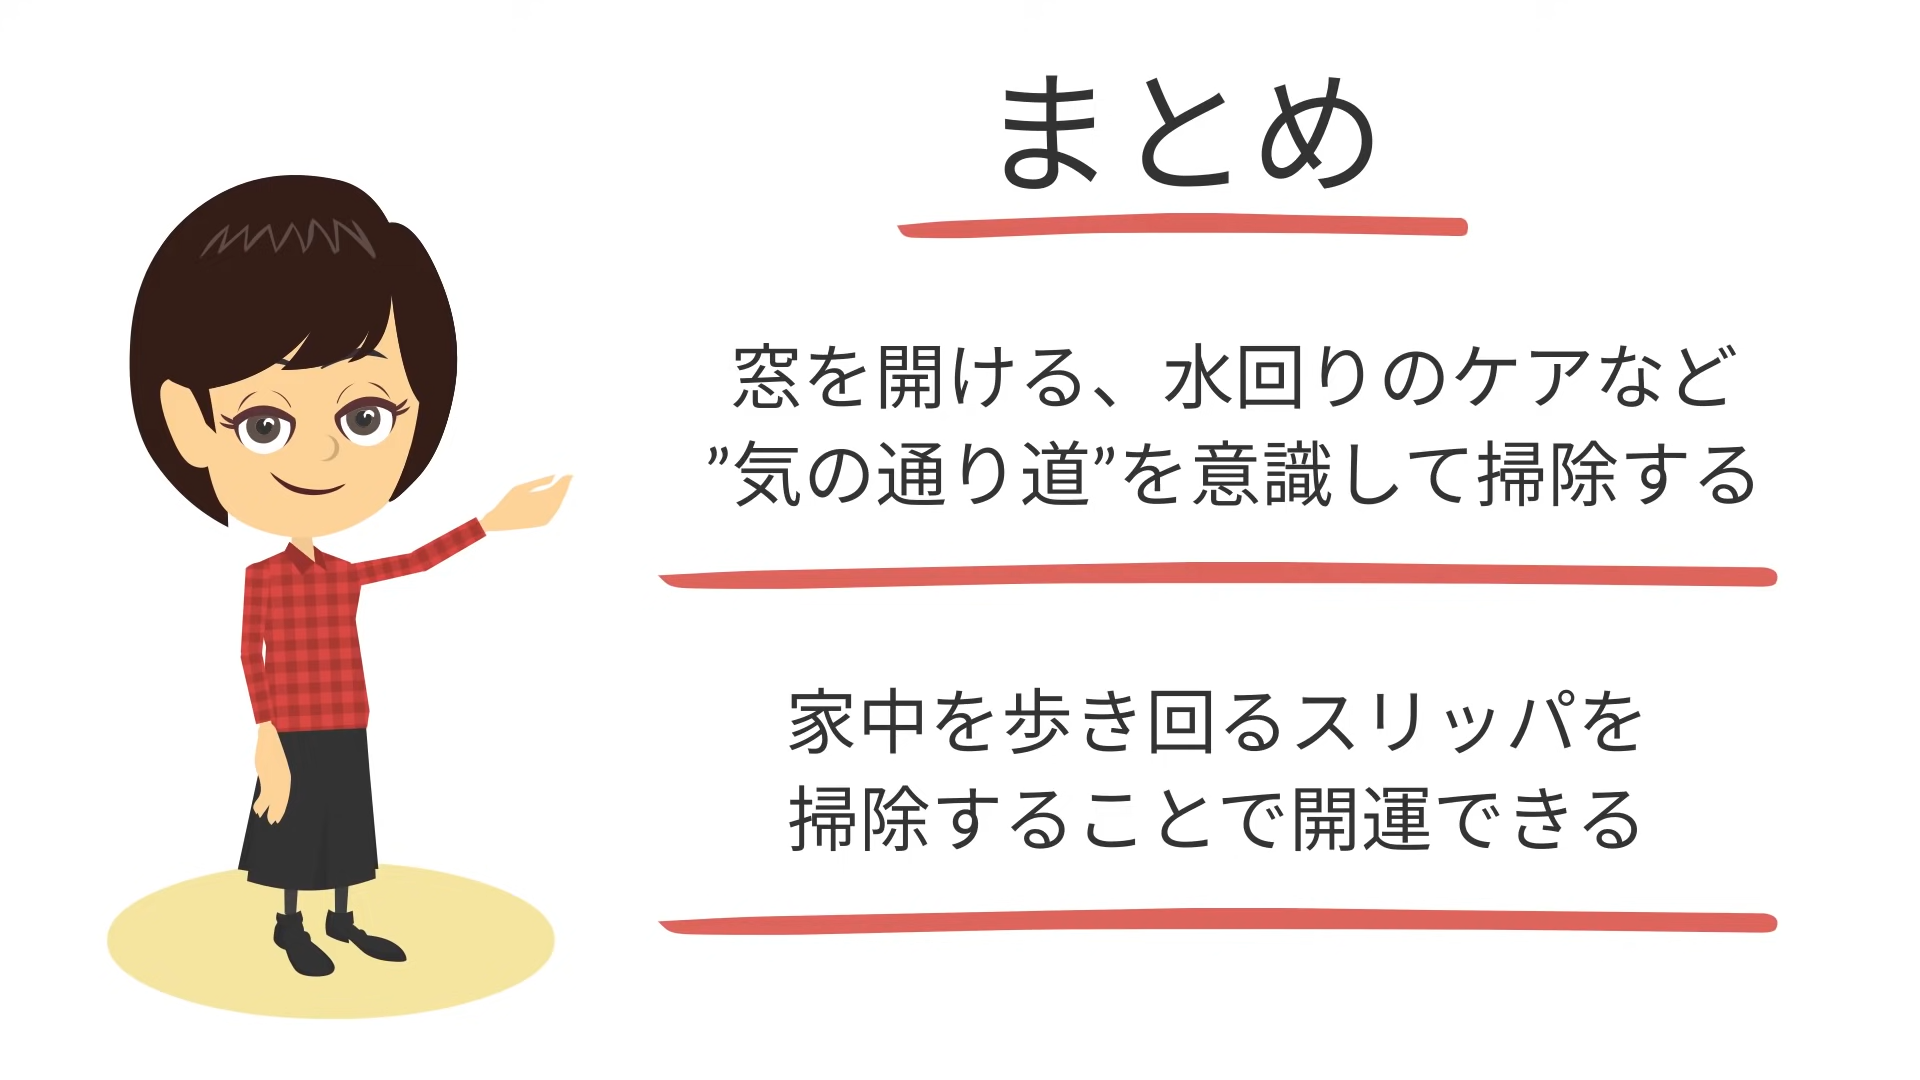 まとめ
窓を開ける、水回りのケアなど
”気の通り道”を意識して掃除する
家中を歩き回るスリッパを
掃除することで開運できる